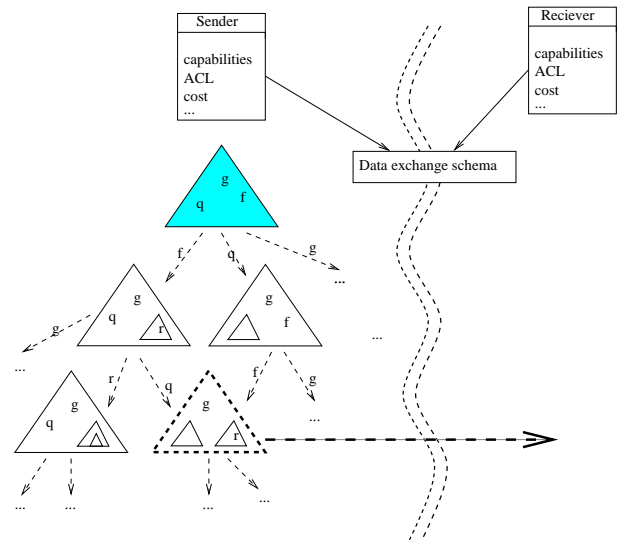 Sender
capabilities
ACL
cost
...
Reciever
capabilities
ACL
cost
...
Data exchange schema
g
q
f
f
q
g
...
g
q
r
g
f
...
g
...
r
q
f
g
...
q
g
g
r
...
...
...
...